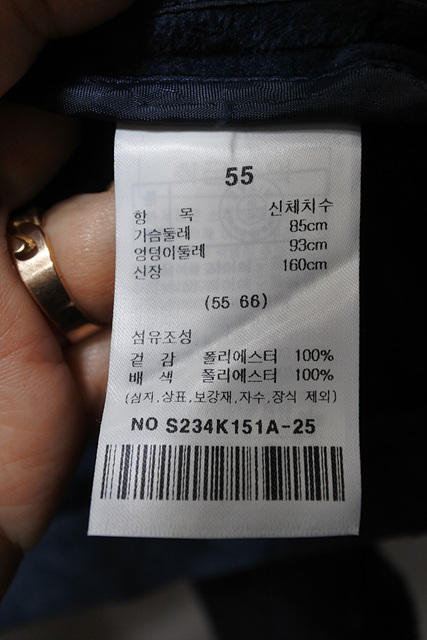 55
항 목 신체치수
가슴둘레 85cm
엉덩이둘레 93cm
신장 160cm
(55 66)
섬유조성
겉 감 폴리에스터 100%
배 색 폴리에스터 100%
(심지,상표,보강재,자수,장식 제외)
NO S234K151A-25